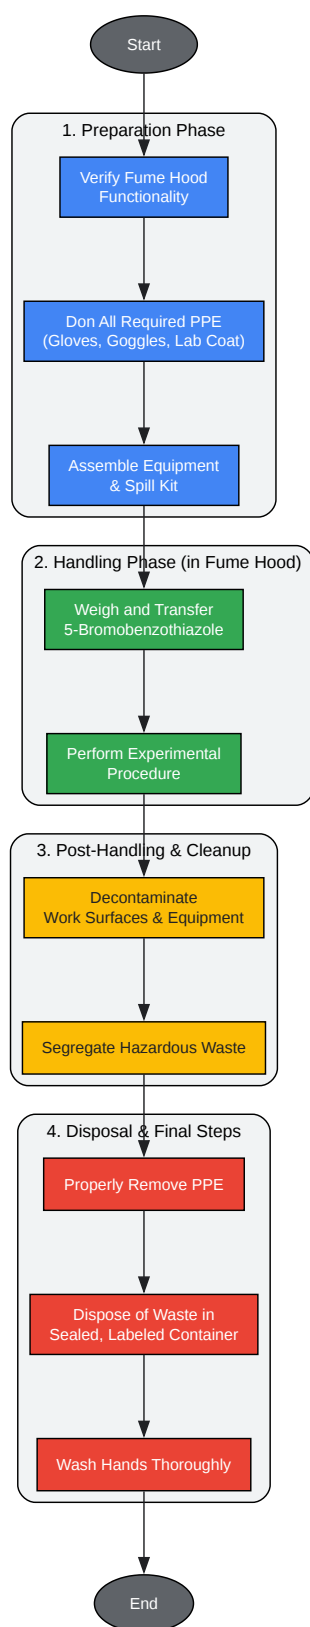 Start
1. Preparation Phase
Verify Fume Hood
Functionality
Don All Required PPE
(Gloves, Goggles, Lab Coat)
Assemble Equipment
& Spill Kit
2. Handling Phase (in Fume Hood)
Weigh and Transfer
5-Bromobenzothiazole
Perform Experimental
Procedure
3. Post-Handling & Cleanup
Decontaminate
Work Surfaces & Equipment
Segregate Hazardous Waste
4. Disposal & Final Steps
Properly Remove PPE
Dispose of Waste in
Sealed, Labeled Container
Wash Hands Thoroughly
End